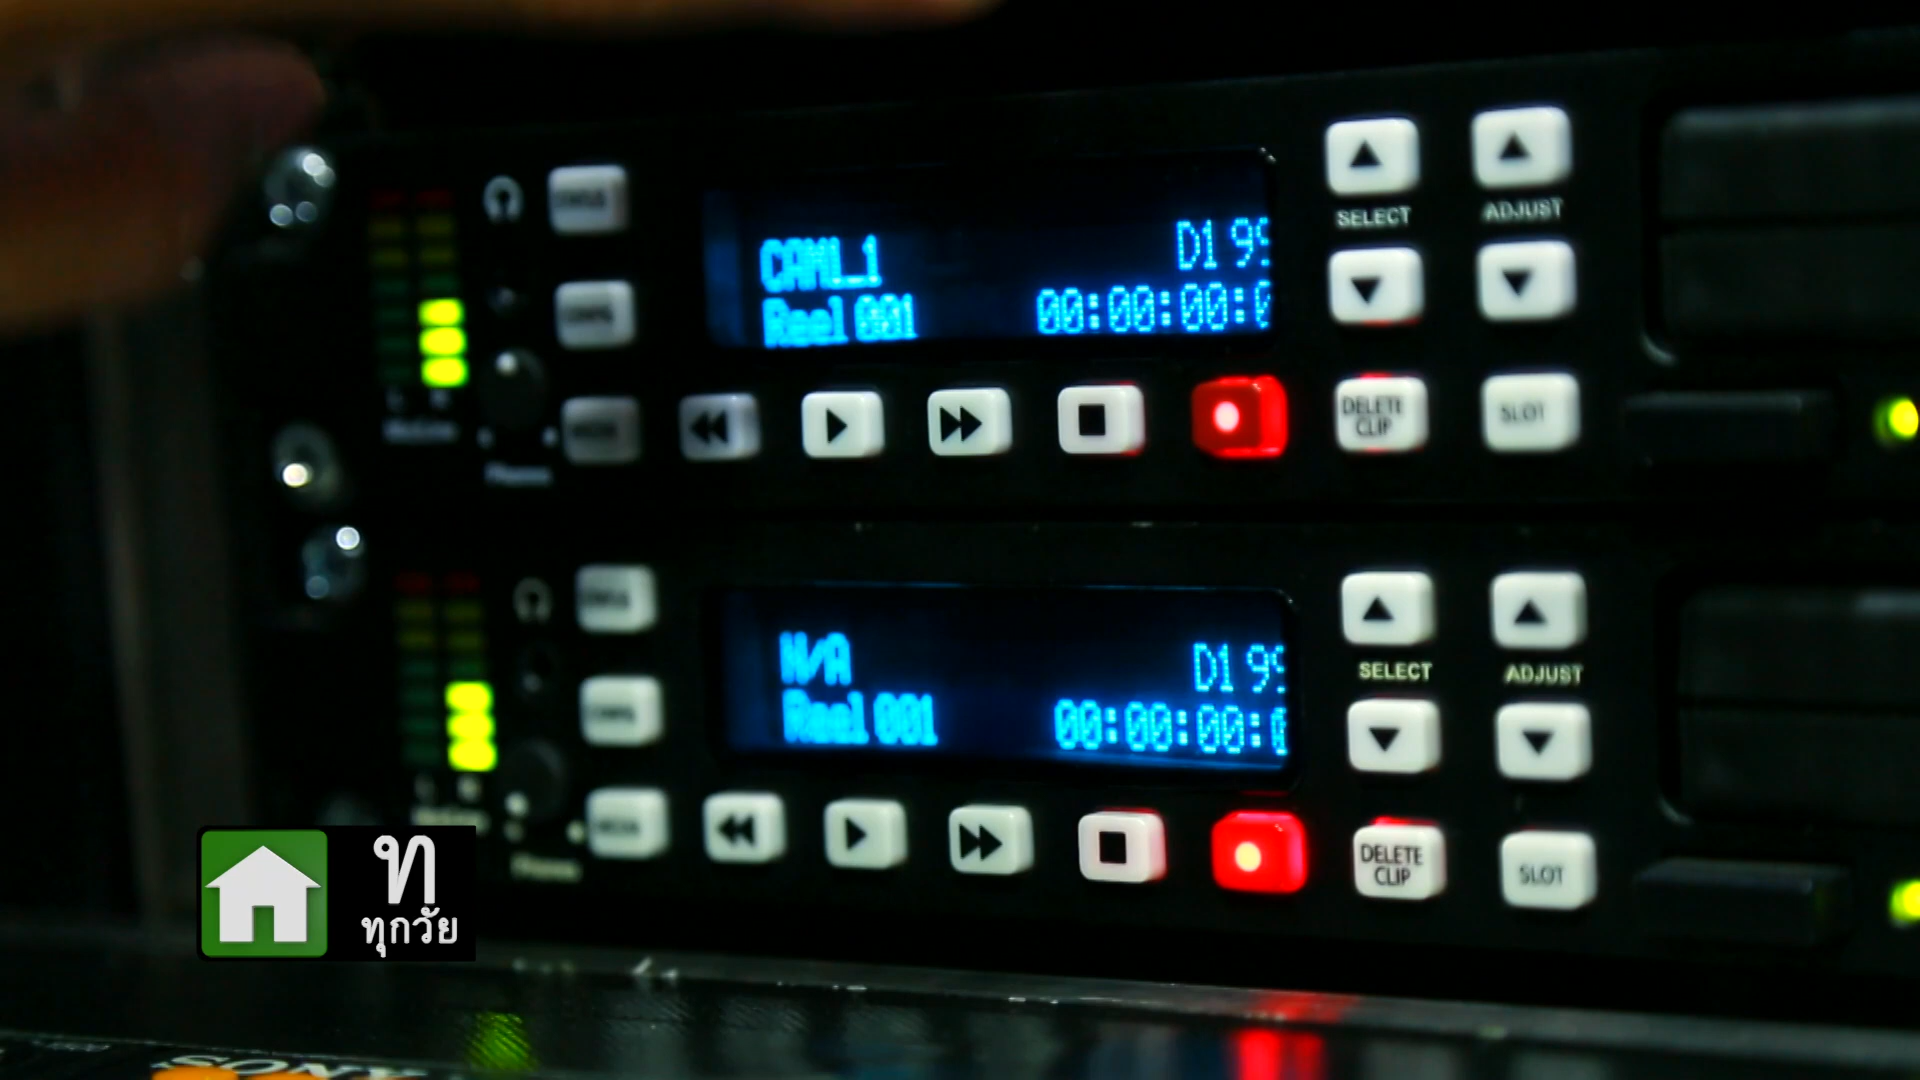 CAM1_1
D1 99
Reel 001
00:00:00:0
SELECT
ADJUST
DELETE
CLIP
SLOT
N/A
D1 99
Reel 001
00:00:00:0
SELECT
ADJUST
DELETE
CLIP
SLOT
ท
ทุกวัย
SONY